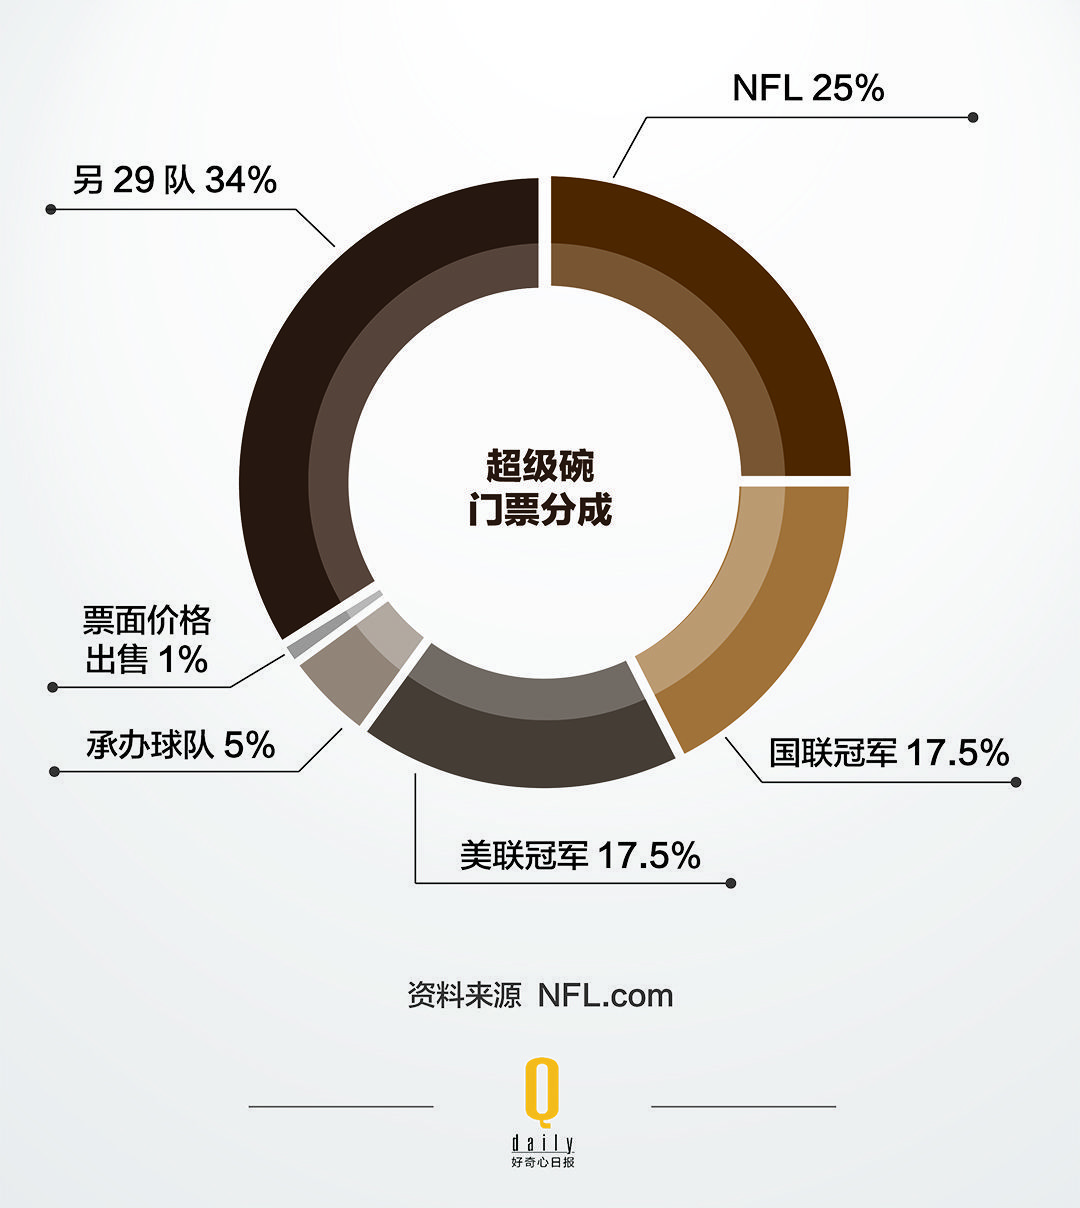 NFL 25%
另 29 队 34%
超级碗
门票分成
票面价格
出售 1%
承办球队 5%
国联冠军 17.5%
美联冠军 17.5%
资料来源 NFL.com
Q
daily
好奇心日报